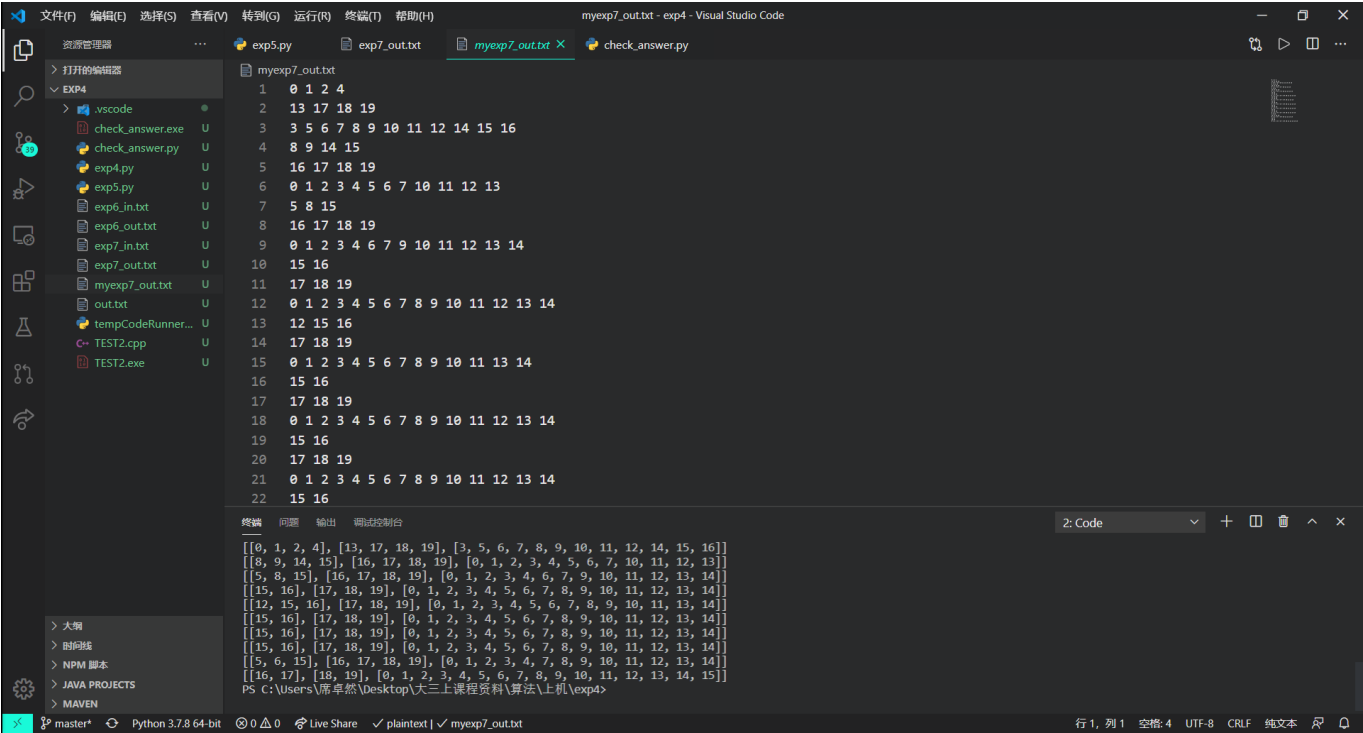 文件(F) 编辑(E) 选择(S) 查看(V) 转到(G) 运行(R) 终端(T) 帮助(H) myexp7_out.txt - exp4 - Visual Studio Code
资源管理器 ··· exp5.py exp7_out.txt myexp7_out.txt check_answer.py
打开的编辑器
EXP4
.vscode
check_answer.exe U
check_answer.py U
exp4.py U
exp5.py U
exp6_in.txt U
exp6_out.txt U
exp7_in.txt U
exp7_out.txt U
myexp7_out.txt U
out.txt U
tempCodeRunner... U
TEST2.cpp U
TEST2.exe U
39
大纲
时间线
NPM 脚本
JAVA PROJECTS
MAVEN
myexp7_out.txt
1 0 1 2 4
2 13 17 18 19
3 3 5 6 7 8 9 10 11 12 14 15 16
4 8 9 14 15
5 16 17 18 19
6 0 1 2 3 4 5 6 7 10 11 12 13
7 5 8 15
8 16 17 18 19
9 0 1 2 3 4 6 7 9 10 11 12 13 14
10 15 16
11 17 18 19
12 0 1 2 3 4 5 6 7 8 9 10 11 12 13 14
13 12 15 16
14 17 18 19
15 0 1 2 3 4 5 6 7 8 9 10 11 13 14
16 15 16
17 17 18 19
18 0 1 2 3 4 5 6 7 8 9 10 11 12 13 14
19 15 16
20 17 18 19
21 0 1 2 3 4 5 6 7 8 9 10 11 12 13 14
22 15 16
终端 问题 输出 调试控制台 2: Code
[[0, 1, 2, 4], [13, 17, 18, 19], [3, 5, 6, 7, 8, 9, 10, 11, 12, 14, 15, 16]]
[[8, 9, 14, 15], [16, 17, 18, 19], [0, 1, 2, 3, 4, 5, 6, 7, 10, 11, 12, 13]]
[[5, 8, 15], [16, 17, 18, 19], [0, 1, 2, 3, 4, 6, 7, 9, 10, 11, 12, 13, 14]]
[[15, 16], [17, 18, 19], [0, 1, 2, 3, 4, 5, 6, 7, 8, 9, 10, 11, 12, 13, 14]]
[[12, 15, 16], [17, 18, 19], [0, 1, 2, 3, 4, 5, 6, 7, 8, 9, 10, 11, 13, 14]]
[[15, 16], [17, 18, 19], [0, 1, 2, 3, 4, 5, 6, 7, 8, 9, 10, 11, 12, 13, 14]]
[[15, 16], [17, 18, 19], [0, 1, 2, 3, 4, 5, 6, 7, 8, 9, 10, 11, 12, 13, 14]]
[[15, 16], [17, 18, 19], [0, 1, 2, 3, 4, 5, 6, 7, 8, 9, 10, 11, 12, 13, 14]]
[[5, 6, 15], [16, 17, 18, 19], [0, 1, 2, 3, 4, 7, 8, 9, 10, 11, 12, 13, 14]]
[[16, 17], [18, 19], [0, 1, 2, 3, 4, 5, 6, 7, 8, 9, 10, 11, 12, 13, 14, 15]]
PS C:\Users\席卓然\Desktop\大三上课程资料\算法\上机\exp4>
master* Python 3.7.8 64-bit 0 0 Live Share plaintext | myexp7_out.txt 行 1, 列 1 空格: 4 UTF-8 CRLF 纯文本